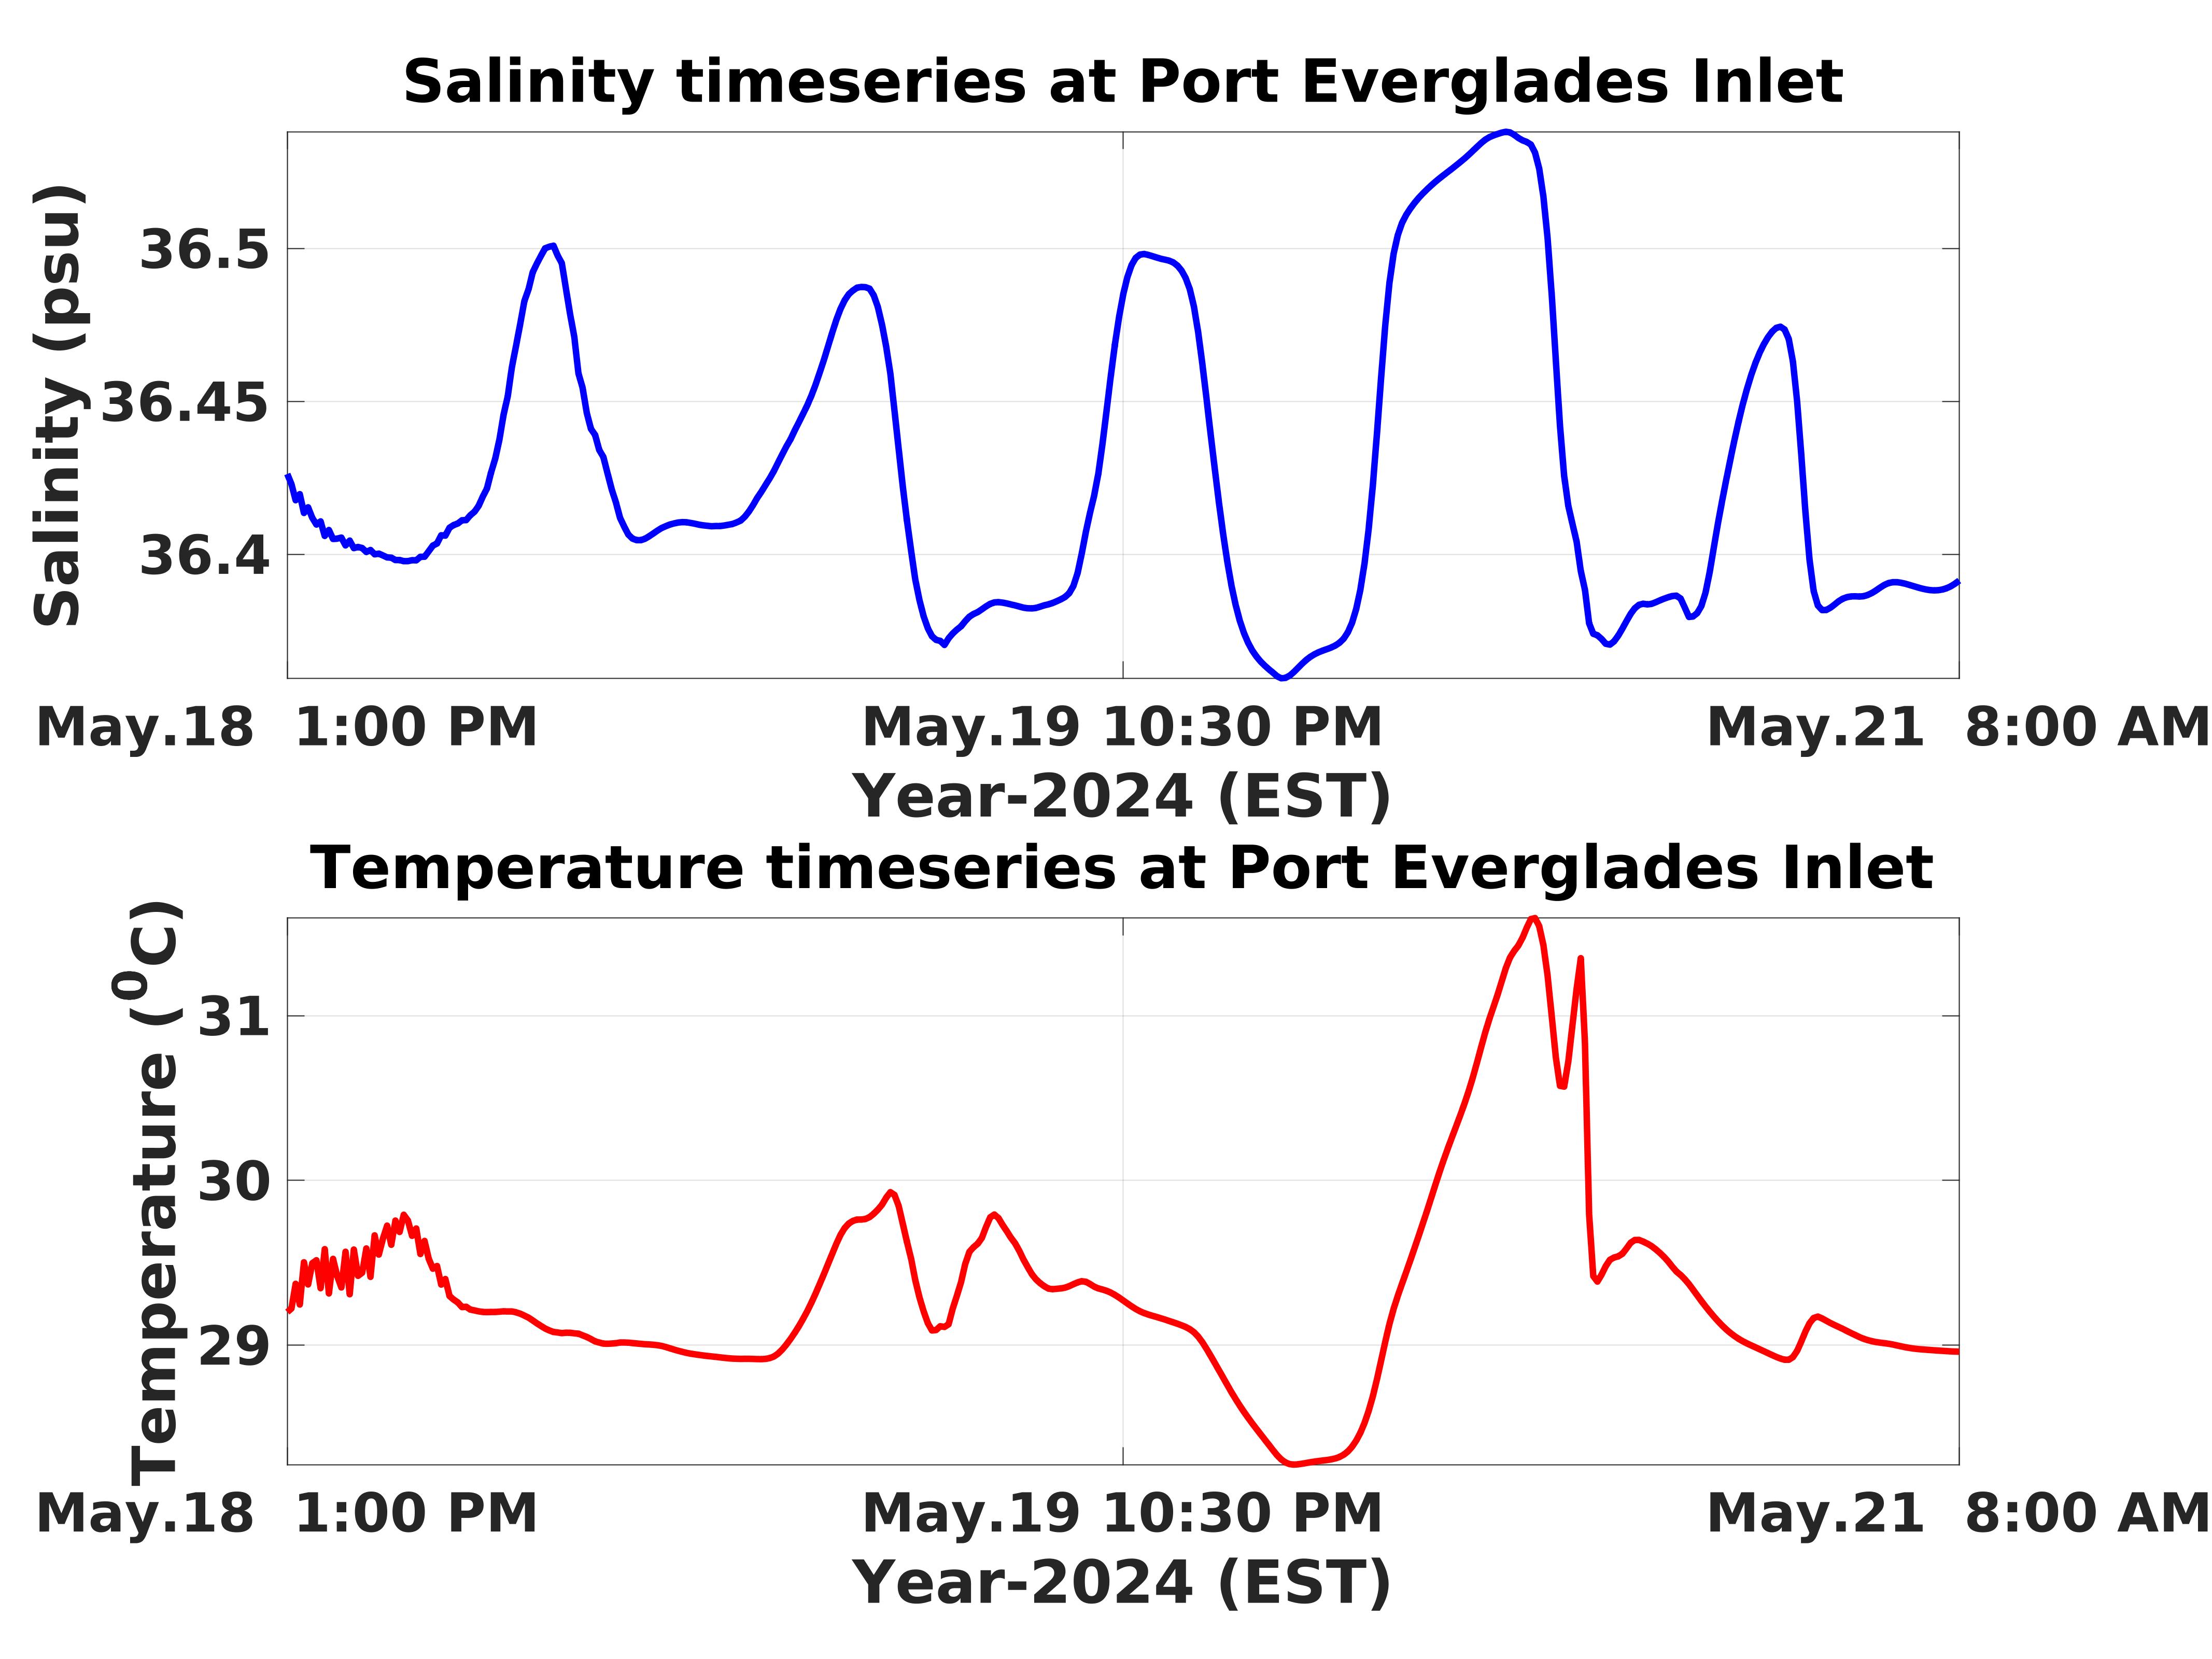 Salinity timeseries at Port Everglades Inlet
Salinity (psu)
36.5
36.45
36.4
May.18  1:00 PM May.19 10:30 PM May.21  8:00 AM
Year-2024 (EST)
Temperature timeseries at Port Everglades Inlet
Temperature (⁰C)
31
30
29
May.18  1:00 PM May.19 10:30 PM May.21  8:00 AM
Year-2024 (EST)